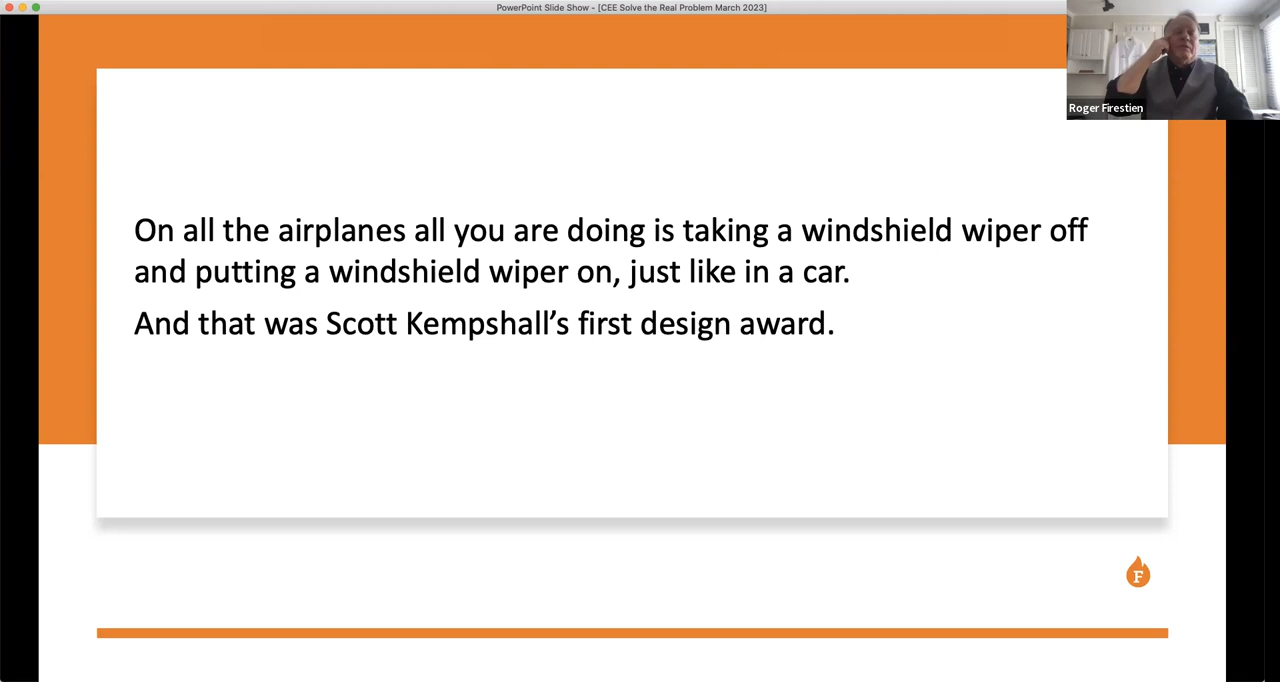 PowerPoint Slide Show - [CEE Solve the Real Problem March 2023]
Roger Firestien
On all the airplanes all you are doing is taking a windshield wiper off
and putting a windshield wiper on, just like in a car.
And that was Scott Kempshall’s first design award.
F